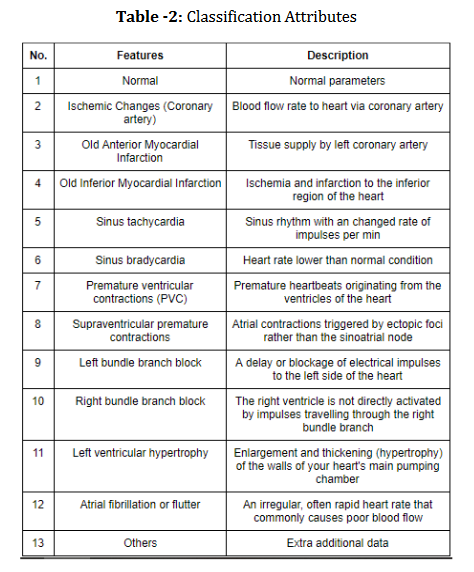 Table -2: Classification Attributes
No. Features Description
1 Normal Normal parameters
2 Ischemic Changes (Coronary Blood flow rate to heart via coronary artery
artery)
3 Old Anterior Myocardial Tissue supply by left coronary artery
Infarction
4 Old Inferior Myocardial Infarction Ischemia and infarction to the inferior
region of the heart
5 Sinus tachycardia Sinus rhythm with an changed rate of
impulses per min
6 Sinus bradycardia Heart rate lower than normal condition
7 Premature ventricular Premature heartbeats originating from the
contractions (PVC) ventricles of the heart
8 Supraventricular premature Atrial contractions triggered by ectopic foci
contractions rather than the sinoatrial node
9 Left bundle branch block A delay or blockage of electrical impulses
to the left side of the heart
10 Right bundle branch block The right ventricle is not directly activated
by impulses travelling through the right
bundle branch
11 Left ventricular hypertrophy Enlargement and thickening (hypertrophy)
of the walls of your heart's main pumping
chamber
12 Atrial fibrillation or flutter An irregular, often rapid heart rate that
commonly causes poor blood flow
13 Others Extra additional data